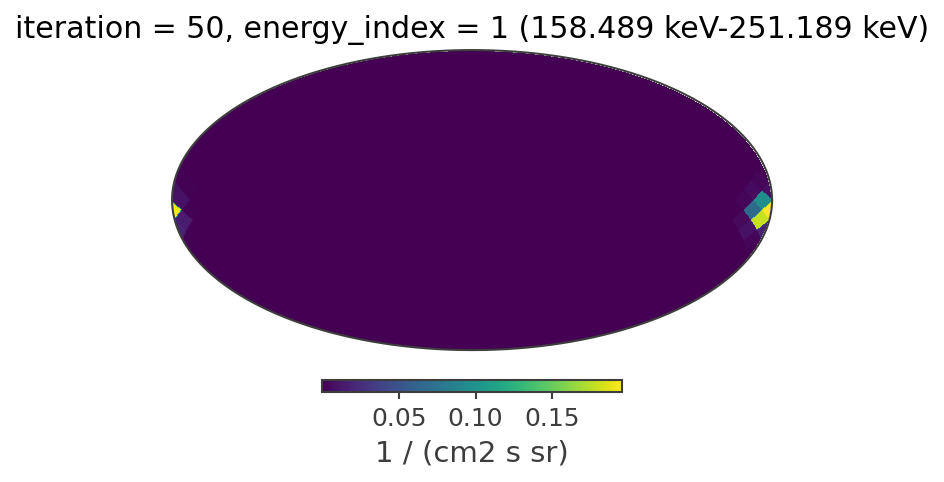 iteration = 50, energy_index = 1 (158.489 keV-251.189 keV)
0.05 0.10 0.15
1 / (cm2 s sr)